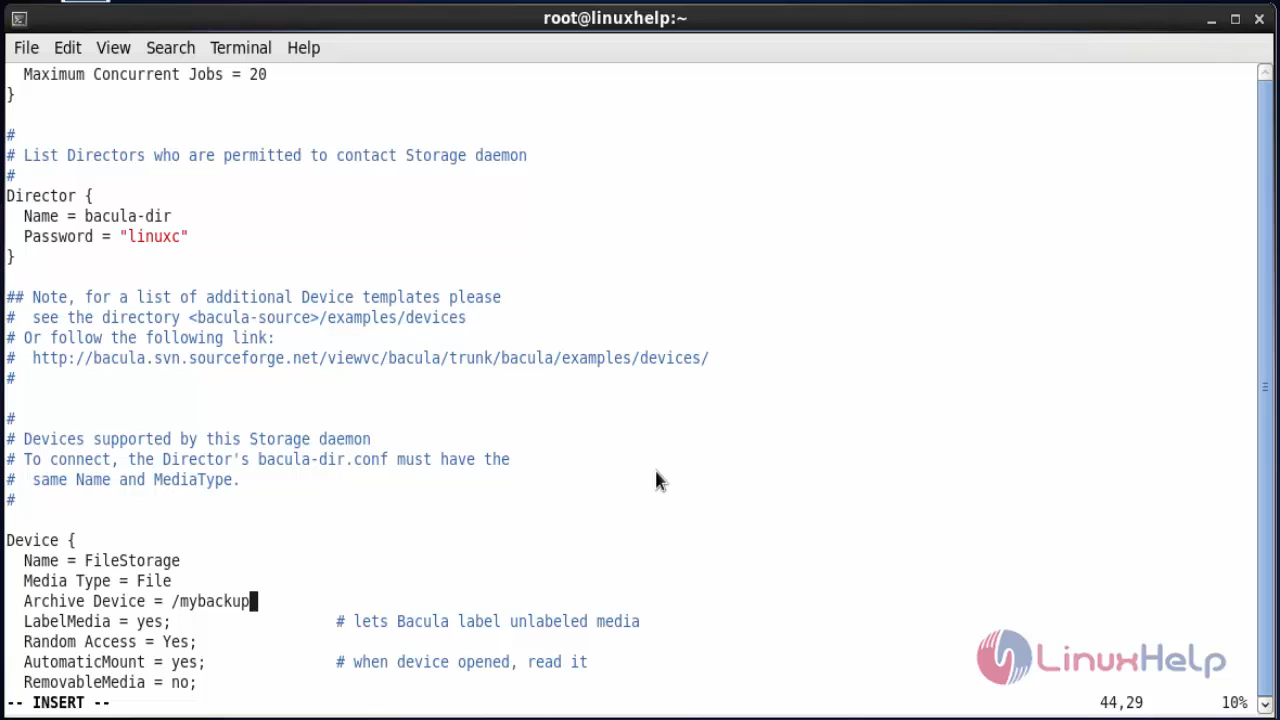 root@linuxhelp:~
File Edit View Search Terminal Help
  Maximum Concurrent Jobs = 20
}
#
# List Directors who are permitted to contact Storage daemon
#
Director {
  Name = bacula-dir
  Password = "linuxc"
}
## Note, for a list of additional Device templates please
#  see the directory <bacula-source>/examples/devices
# Or follow the following link:
#  http://bacula.svn.sourceforge.net/viewvc/bacula/trunk/bacula/examples/devices/
#
#
# Devices supported by this Storage daemon
# To connect, the Director's bacula-dir.conf must have the
#  same Name and MediaType.
#
Device {
  Name = FileStorage
  Media Type = File
  Archive Device = /mybackup
  LabelMedia = yes;                   # lets Bacula label unlabeled media
  Random Access = Yes;
  AutomaticMount = yes;               # when device opened, read it
  RemovableMedia = no;
LinuxHelp
-- INSERT --                    44,29         10%